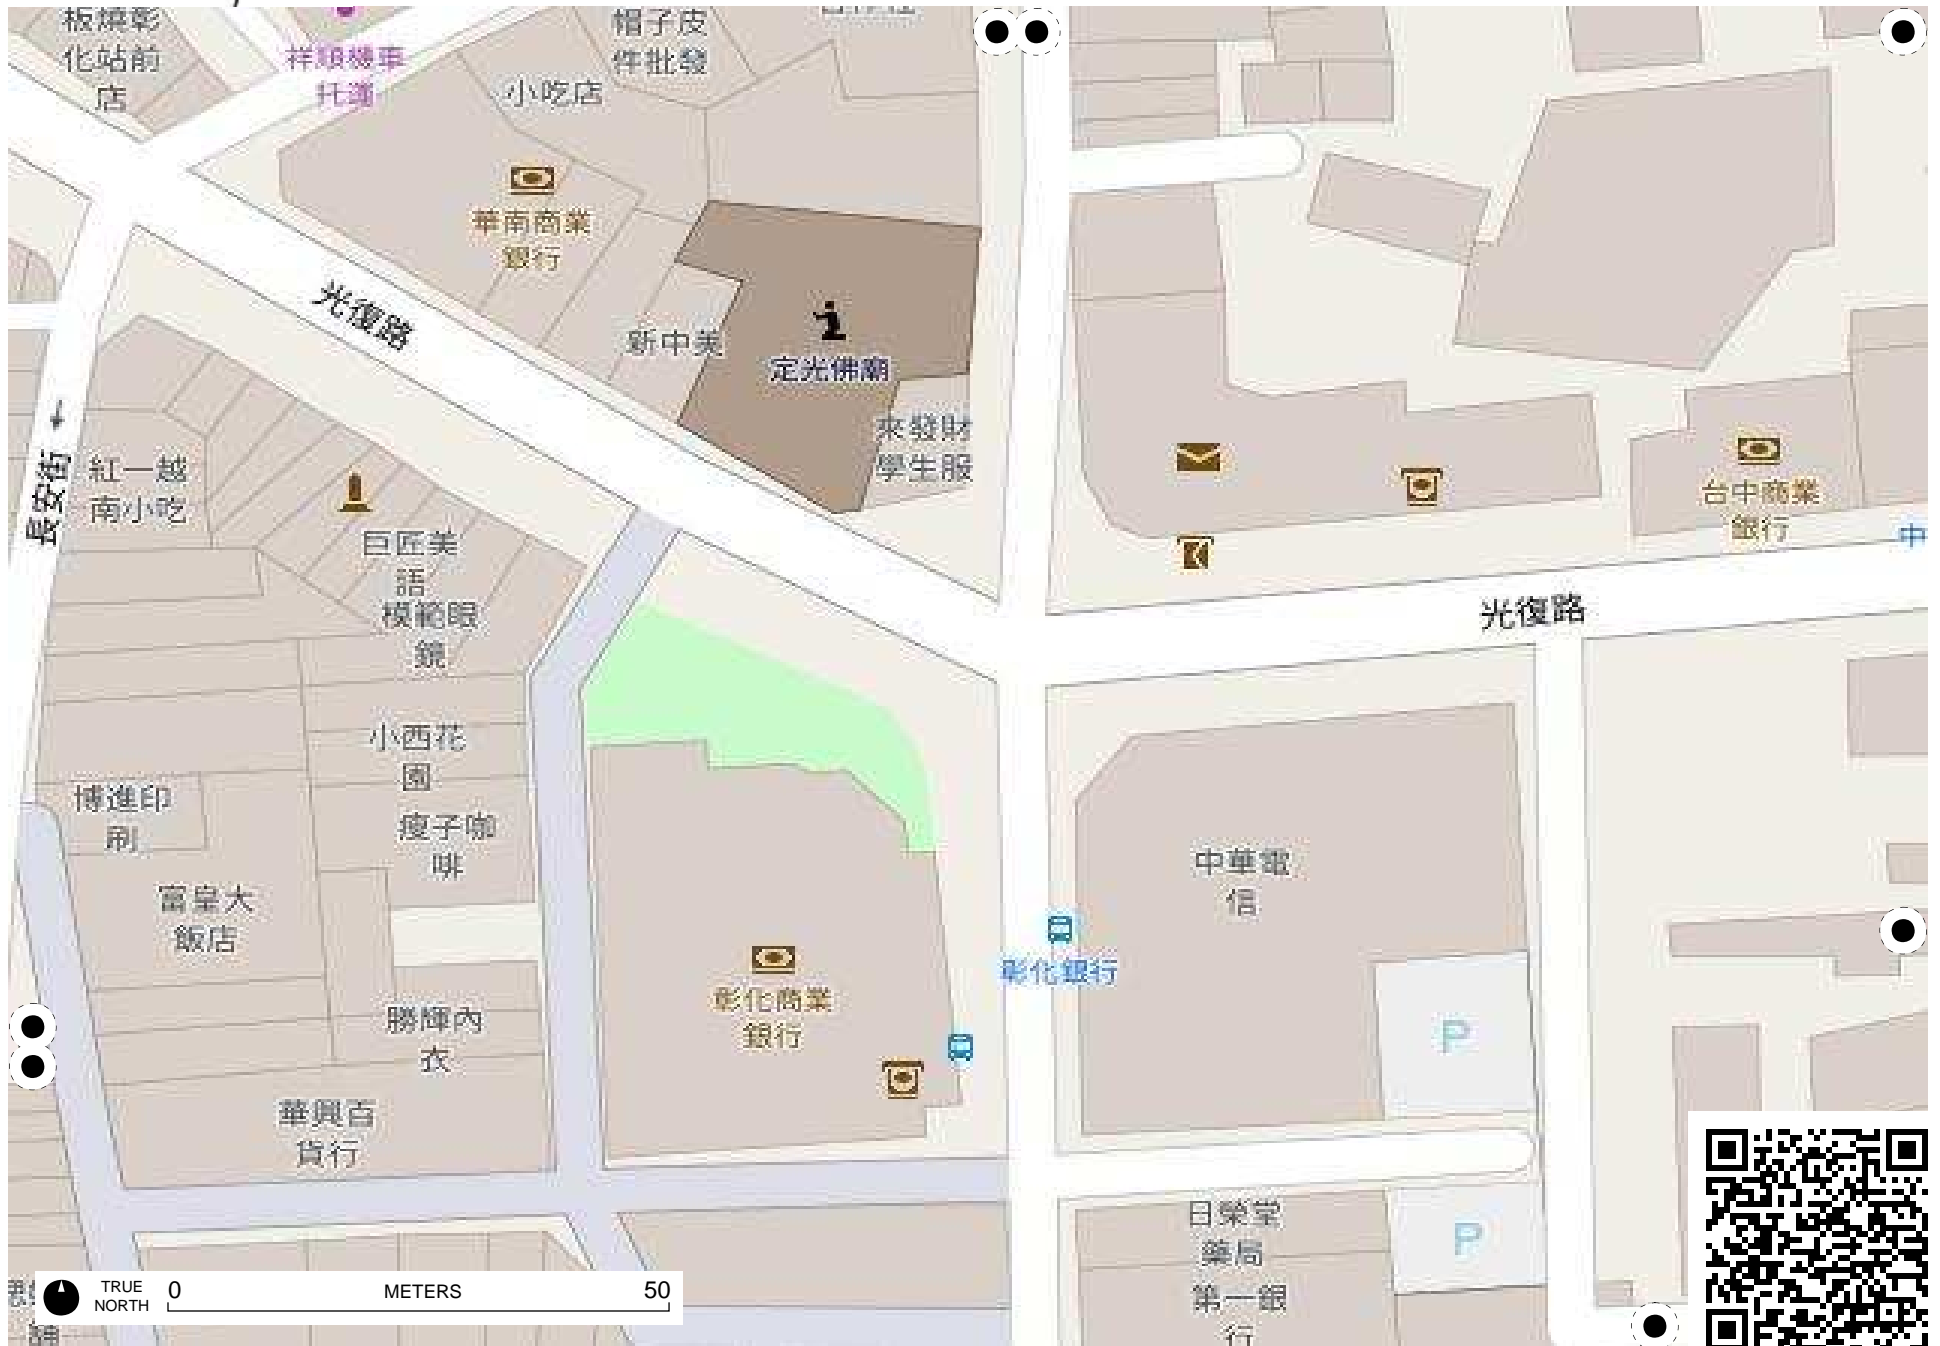 板燒彰
化站前
店
祥順機車
托運
帽子皮
件批發
小吃店
華南商業
銀行
光復路
新中美
定光佛廟
來發財
學生服
長安街
紅一越
南小吃
巨匠美
語
模範眼
鏡
台中商業
銀行
中
光復路
小西花
園
博進印
刷
瘦子咖
啡
富皇大
飯店
中華電
信
彰化銀行
彰化商業
銀行
P
勝輝內
衣
華興百
貨行
日榮堂
藥局
P
第一銀
行
TRUE
NORTH
0
METERS
50